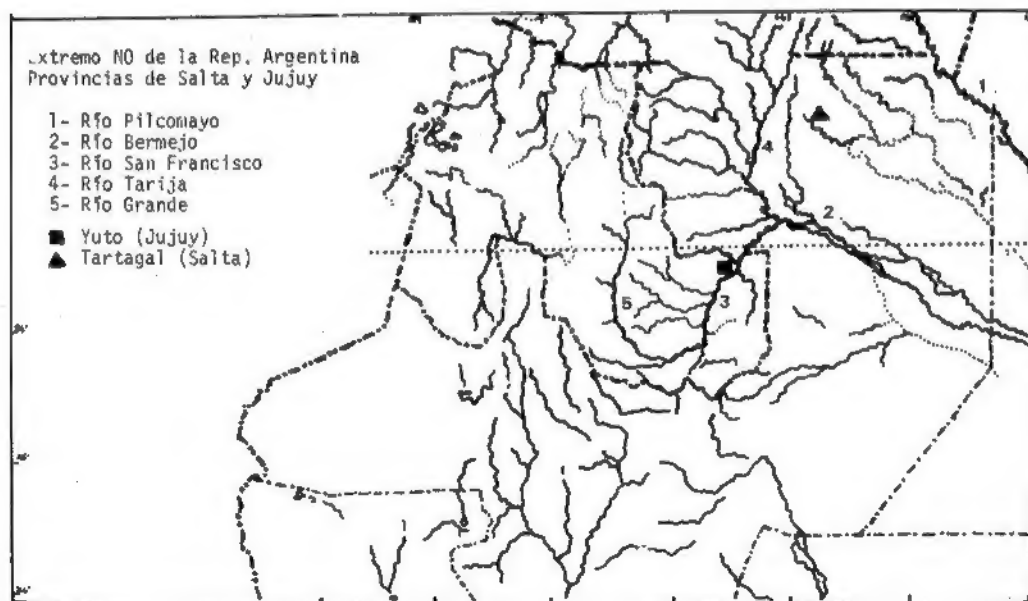 xtremo NO de la Rep. Argentina
Provincias de Salta y Jujuy
1- Río Pilcomayo
2- Río Bermejo
3- Río San Francisco
4- Río Tarija
5- Río Grande
■ Yuto (Jujuy)
▲ Tartagal (Salta)
1
4
2
5
3